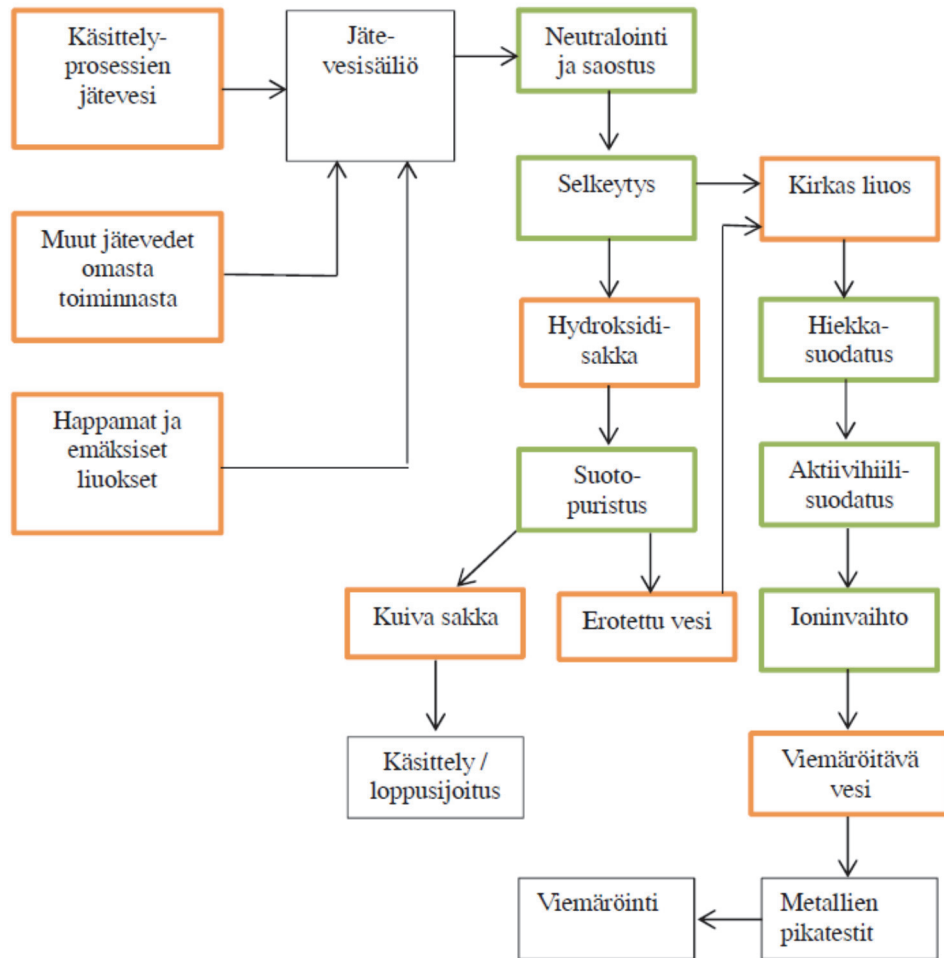 Käsittely-
prosessien
jätevesi
Jäte-
vesisäiliö
Neutralointi
ja saostus
Selkeytys
Kirkas liuos
Muut jätevedet
omasta
toiminnasta
Hydroksidi-
sakka
Hiekka-
suodatus
Happamat ja
emäksiset
liuokset
Suoto-
puristus
Aktiivihiili-
suodatus
Kuiva sakka
Erotettu vesi
Ioninvaihto
Käsittely /
loppusijoitus
Viemäröitävä
vesi
Viemäröinti
Metallien
pikatestit